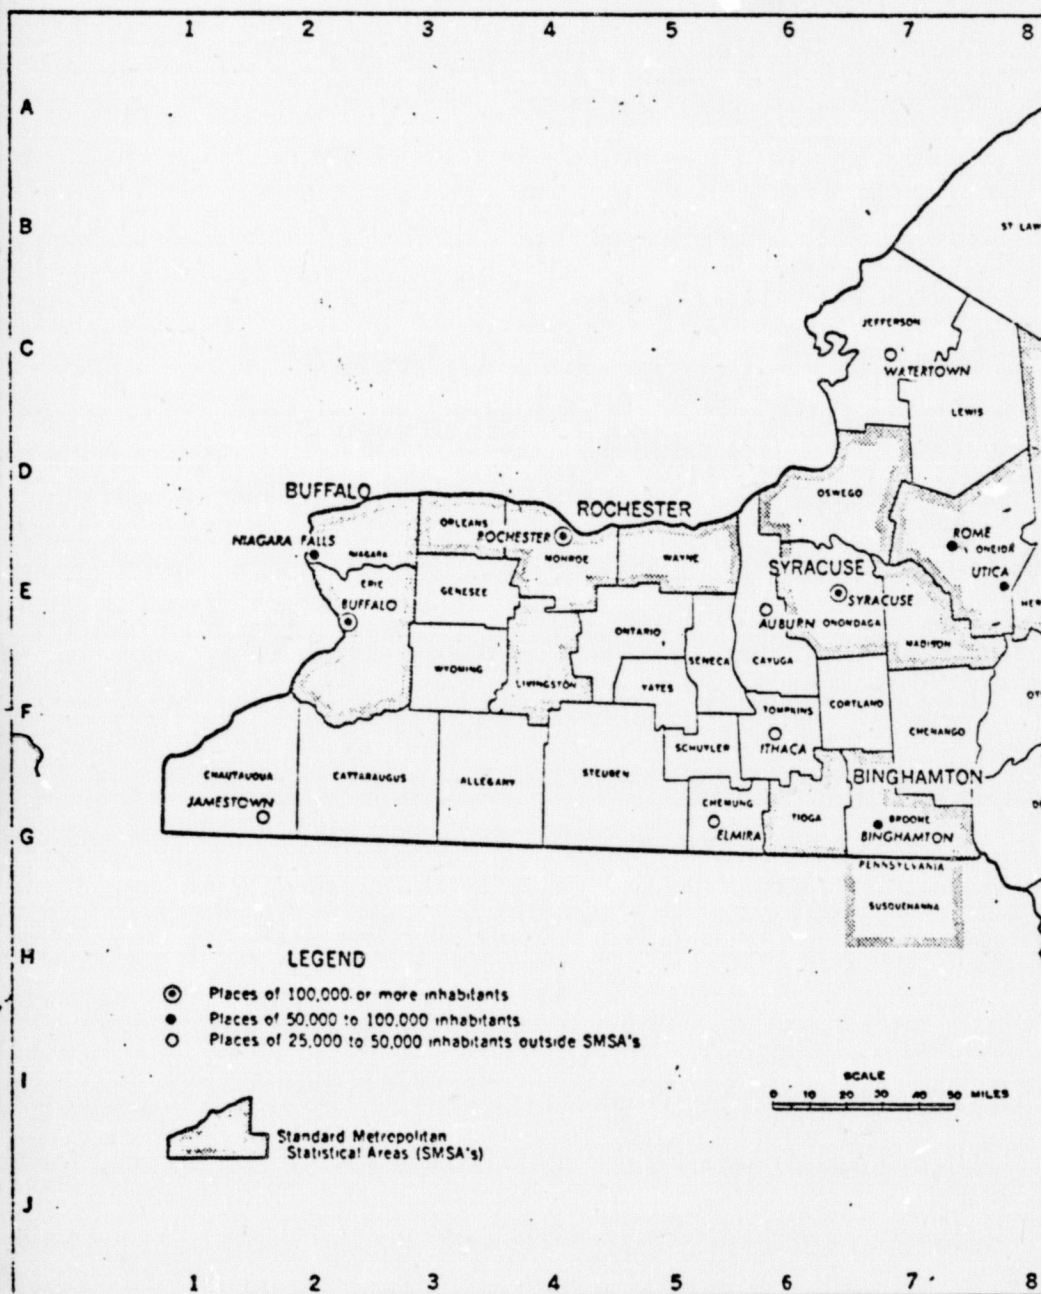 1 2 3 4 5 6 7 8
A
B
ST LAW
JEFFERSON
C
WATERTOWN
LEWIS
D
BUFFALO
OSWEGO
ROCHESTER
ORLEANS
ROCHESTER
ROME
NIAGARA FALLS
NIAGARA
MONROE
WAYNE
ONEIDA
SYRACUSE
UTICA
ERIE
E
GENESEE
BUFFALO
SYRACUSE
HER
AUBURN
ONONDAGA
ONTARIO
MADISON
WYOMING
SENECA
CAYUGA
LIVINGSTON
YATES
OT
F
TOMPKINS
CORTLAND
CHENANGO
SCHUYLER
ITHACA
CHAUTAUQUA
CATTARAUGUS
ALLEGANY
STEUBEN
BINGHAMTON
JAMESTOWN
CHEMUNG
TIOGA
BROOME
G
ELMIRA
BINGHAMTON
PENNSYLVANIA
SUSQUEHANNA
H
LEGEND
Places of 100,000 or more inhabitants
Places of 50,000 to 100,000 inhabitants
Places of 25,000 to 50,000 inhabitants outside SMSA's
I
SCALE
0 10 20 30 40 50 MILES
Standard Metropolitan
Statistical Areas (SMSA's)
J
1 2 3 4 5 6 7 8